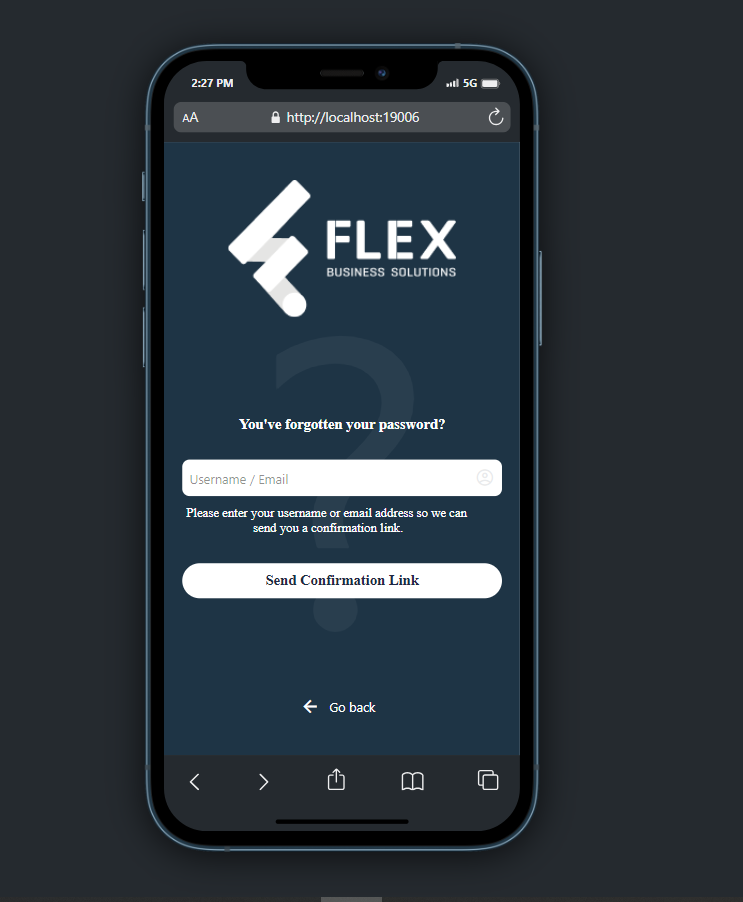 2:27 PM
5G
AA
http://localhost:19006
FLEX
BUSINESS SOLUTIONS
?
You've forgotten your password?
Username / Email
Please enter your username or email address so we can
send you a confirmation link.
Send Confirmation Link
Go back